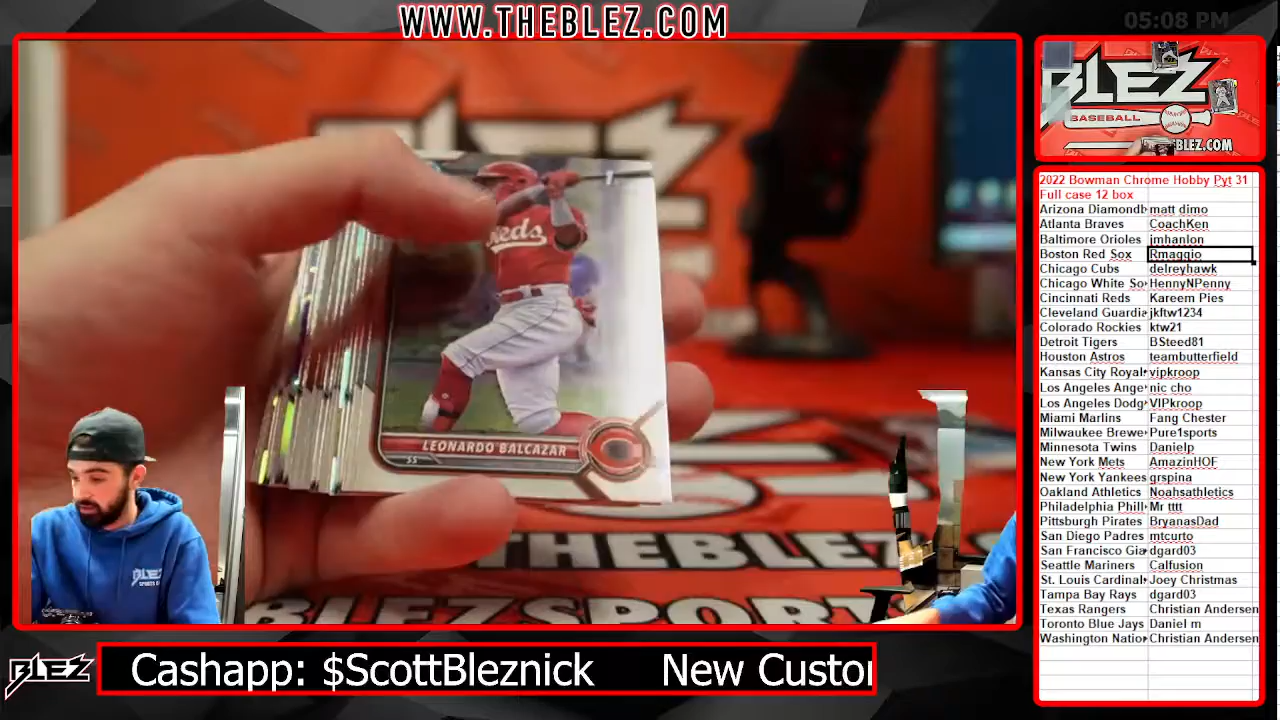 WWW.THEBLEZ.COM
05:08 PM
BLEZ
BASEBALL
BLEZ.COM
2022 Bowman Chrome Hobby Pyt 31
Full case 12 box
Arizona Diamondb matt dimo
Atlanta Braves CoachKen
Baltimore Orioles jmhanlon
Boston Red Sox Rmaggio
Chicago Cubs delreyhawk
Chicago White So HennyNPenny
Cincinnati Reds Kareem Pies
Cleveland Guardia jkftw1234
Colorado Rockies ktw21
Detroit Tigers BSteed81
Houston Astros teambutterfield
Kansas City Royal vipkroop
Los Angeles Ange nic cho
Los Angeles Dodg VIPkroop
Miami Marlins Fang Chester
Milwaukee Brewe Pure1sports
Minnesota Twins Danielp
New York Mets AmazinHOF
New York Yankees grspina
Oakland Athletics Noahsathletics
Philadelphia Phill Mr tttt
Pittsburgh Pirates BryanasDad
San Diego Padres mtcurto
San Francisco Gia dgard03
Seattle Mariners Calfusion
St. Louis Cardinal Joey Christmas
Tampa Bay Rays dgard03
Texas Rangers Christian Andersen
Toronto Blue Jays Daniel m
Washington Natio Christian Andersen
Reds
LEONARDO BALCAZAR
SS
THEBLEZ
BLEZSPORT
BLEZ
BLEZ
Cashapp: $ScottBleznick New Custo